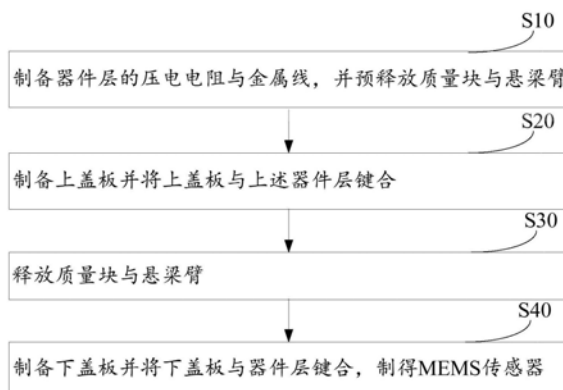 S10
制备器件层的压电电阻与金属线，并预释放质量块与悬梁臂
S20
制备上盖板并将上盖板与上述器件层键合
S30
释放质量块与悬梁臂
S40
制备下盖板并将下盖板与器件层键合，制得MEMS传感器